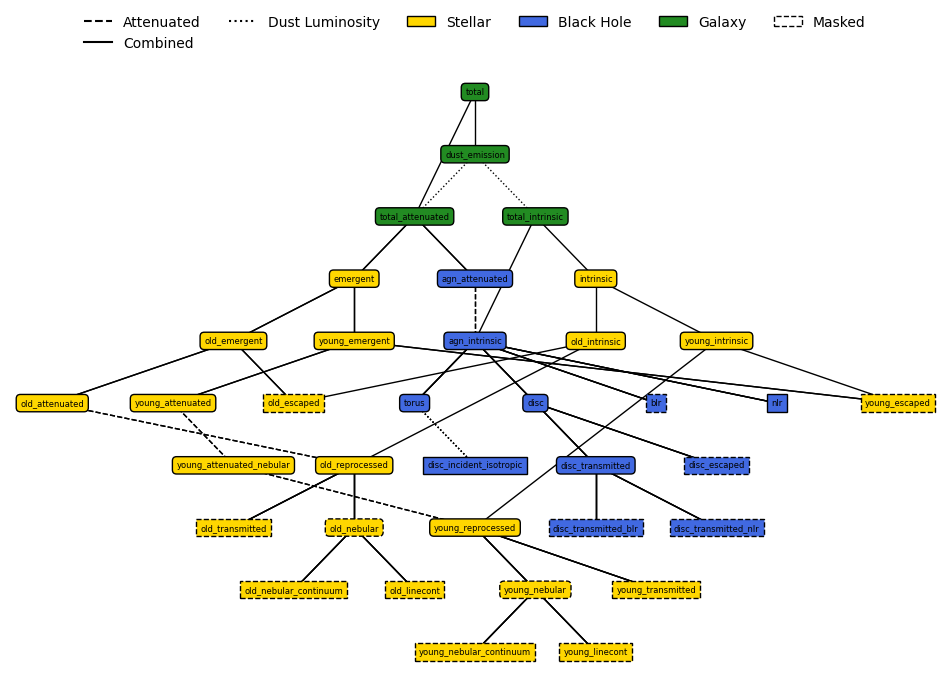 Attenuated Dust Luminosity Stellar Black Hole Galaxy Masked
Combined
total
dust_emission
total_attenuated total_intrinsic
emergent agn_attenuated intrinsic
old_emergent young_emergent agn_intrinsic old_intrinsic young_intrinsic
old_attenuated young_attenuated old_escaped torus disc blr nlr young_escaped
young_attenuated_nebular old_reprocessed disc_incident_isotropic disc_transmitted disc_escaped
old_transmitted old_nebular young_reprocessed disc_transmitted_blr disc_transmitted_nlr
old_nebular_continuum old_linecont young_nebular young_transmitted
young_nebular_continuum young_linecont